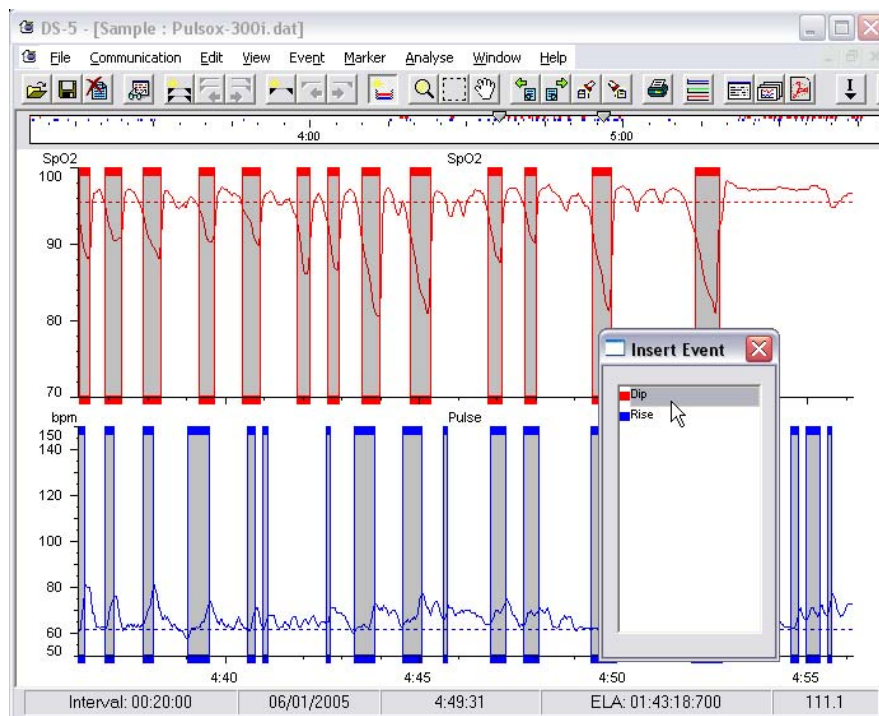 DS-5 - [Sample : Pulsox-300i.dat]
File Communication Edit View Event Marker Analyse Window Help
4:00 5:00
SpO2 SpO2
100
90
80
70
Insert Event
Dip
Rise
bpm Pulse
150
140
120
100
80
60
50
4:40 4:45 4:50 4:55
Interval: 00:20:00 06/01/2005 4:49:31 ELA: 01:43:18:700 111.1